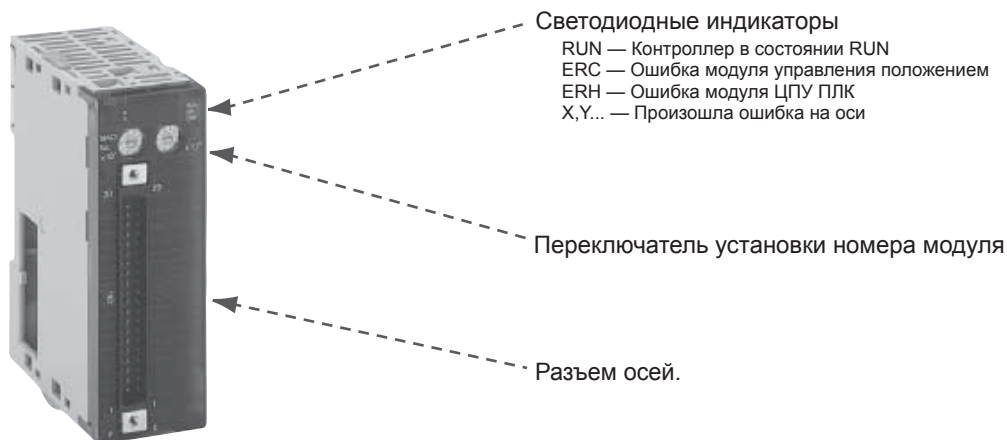 Светодиодные индикаторы
RUN — Контроллер в состоянии RUN
ERC — Ошибка модуля управления положением
ERH — Ошибка модуля ЦПУ ПЛК
X,Y... — Произошла ошибка на оси
Переключатель установки номера модуля
Разъем осей.